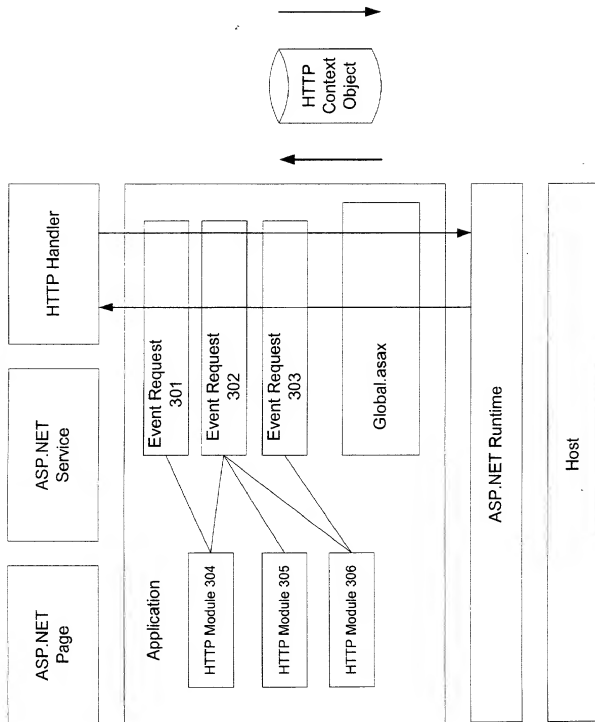 ASP.NET
Page
ASP.NET
Service
HTTP Handler
Application
HTTP Module 304
HTTP Module 305
HTTP Module 306
Event Request
301
Event Request
302
Event Request
303
Global.asax
ASP.NET Runtime
Host
HTTP
Context
Object